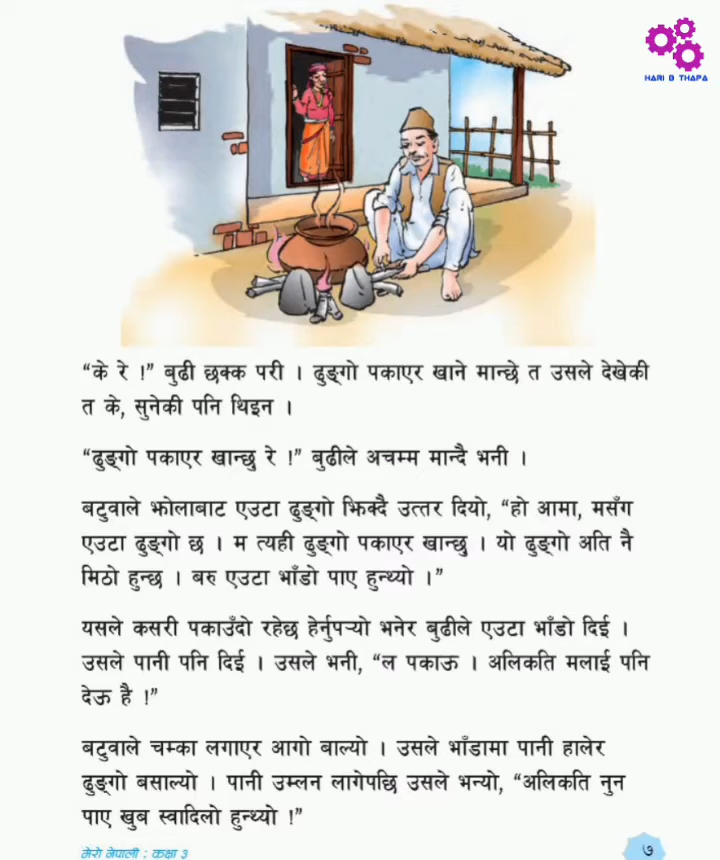 HARI B THAPA
“के रे !” बुढी छक्क परी । ढुङ्गो पकाएर खाने मान्छे त उसले देखेकी
त के, सुनेकी पनि थिइन ।
“ढुङ्गो पकाएर खान्छु रे !” बुढीले अचम्म मान्दै भनी ।
बटुवाले झोलाबाट एउटा ढुङ्गो झिक्दै उत्तर दियो, “हो आमा, मसँग
एउटा ढुङ्गो छ । म त्यही ढुङ्गो पकाएर खान्छु । यो ढुङ्गो अति नै
मिठो हुन्छ । बरु एउटा भाँडो पाए हुन्थ्यो ।”
यसले कसरी पकाउँदो रहेछ हेर्नुपऱ्यो भनेर बुढीले एउटा भाँडो दिई ।
उसले पानी पनि दिई । उसले भनी, “ल पकाऊ । अलिकति मलाई पनि
देऊ है !”
बटुवाले चम्का लगाएर आगो बाल्यो । उसले भाँडामा पानी हालेर
ढुङ्गो बसाल्यो । पानी उम्लन लागेपछि उसले भन्यो, “अलिकति नुन
पाए खुब स्वादिलो हुन्थ्यो !”
मेरो नेपाली : कक्षा ३
७